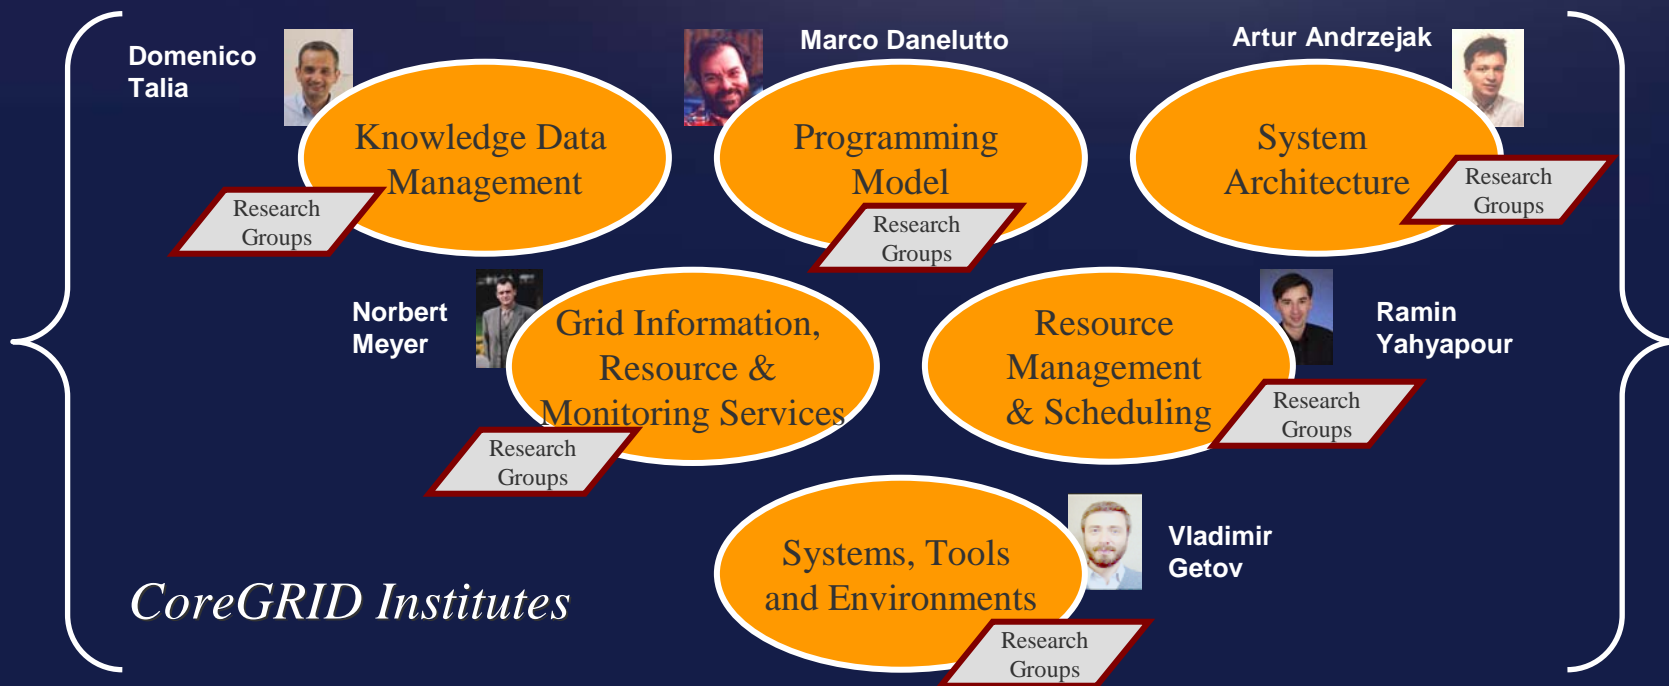 Domenico
Talia
Knowledge Data
Management
Research
Groups
Marco Danelutto
Programming
Model
Research
Groups
Artur Andrzejak
System
Architecture
Research
Groups
Norbert
Meyer
Grid Information,
Resource &
Monitoring Services
Research
Groups
Resource
Management
& Scheduling
Research
Groups
Ramin
Yahyapour
Systems, Tools
and Environments
Research
Groups
Vladimir
Getov
CoreGRID Institutes